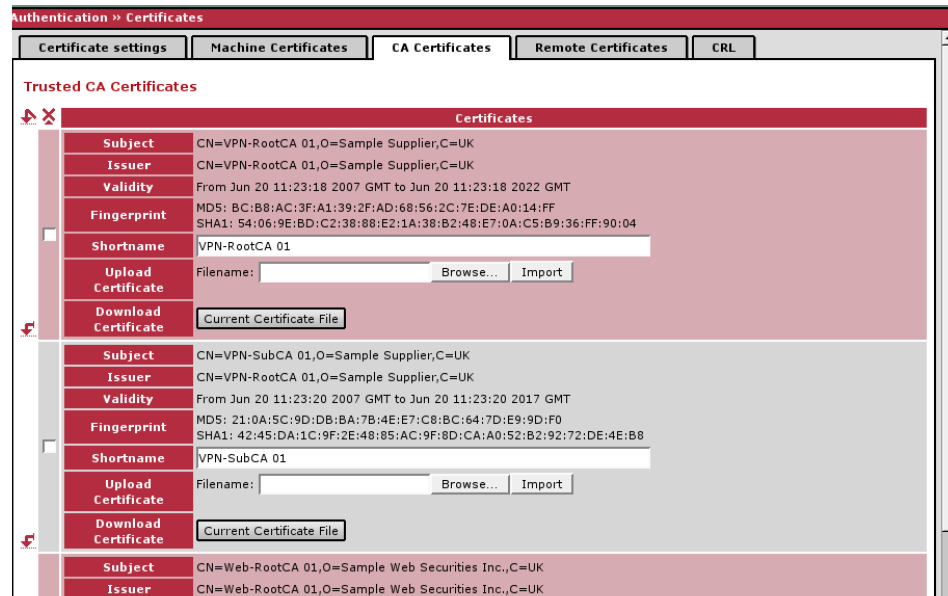 Authentication » Certificates
Certificate settings
Machine Certificates
CA Certificates
Remote Certificates
CRL
Trusted CA Certificates
Certificates
Subject CN=VPN-RootCA 01,O=Sample Supplier,C=UK
Issuer CN=VPN-RootCA 01,O=Sample Supplier,C=UK
Validity From Jun 20 11:23:18 2007 GMT to Jun 20 11:23:18 2022 GMT
Fingerprint MD5: BC:B8:AC:3F:A1:39:2F:AD:68:56:2C:7E:DE:A0:14:FF
SHA1: 54:06:9E:BD:C2:38:88:E2:1A:38:B2:48:E7:0A:C5:B9:36:FF:90:04
Shortname VPN-RootCA 01
Upload Certificate Filename: Browse... Import
Download Certificate Current Certificate File
Subject CN=VPN-SubCA 01,O=Sample Supplier,C=UK
Issuer CN=VPN-RootCA 01,O=Sample Supplier,C=UK
Validity From Jun 20 11:23:20 2007 GMT to Jun 20 11:23:20 2017 GMT
Fingerprint MD5: 21:0A:5C:9D:DB:BA:7B:4E:E7:C8:BC:64:7D:E9:9D:F0
SHA1: 42:45:DA:1C:9F:2E:48:85:AC:9F:8D:CA:A0:52:B2:92:72:DE:4E:B8
Shortname VPN-SubCA 01
Upload Certificate Filename: Browse... Import
Download Certificate Current Certificate File
Subject CN=Web-RootCA 01,O=Sample Web Securities Inc.,C=UK
Issuer CN=Web-RootCA 01,O=Sample Web Securities Inc.,C=UK